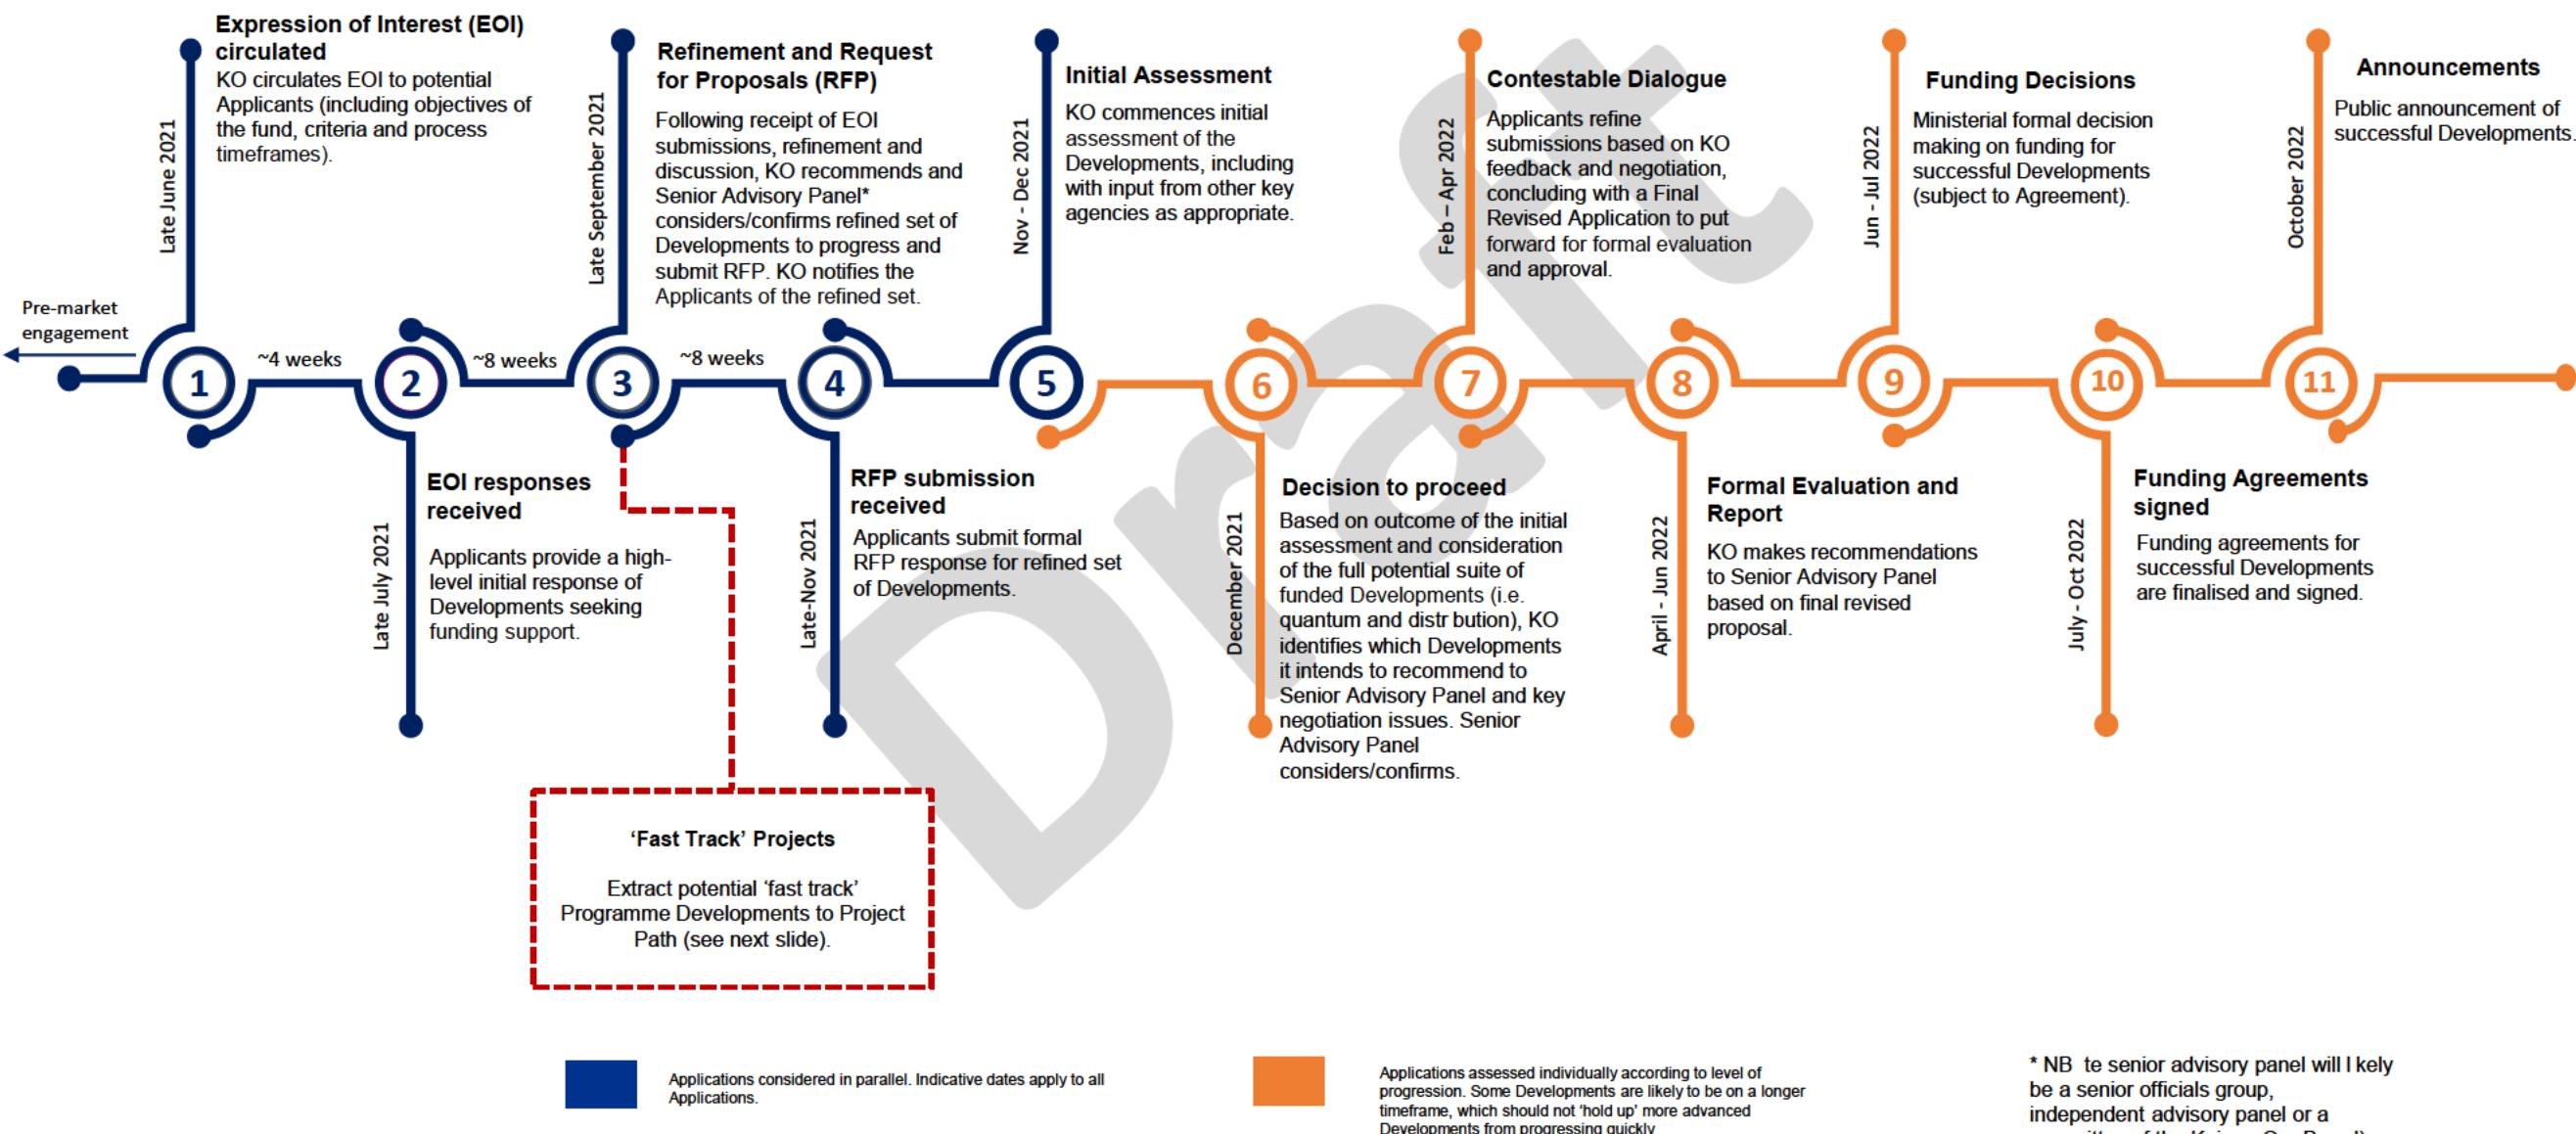 Expression of Interest (EOI)
circulated
KO circulates EOI to potential
Applicants (including objectives of
the fund, criteria and process
timeframes).
Late June 2021
Refinement and Request
for Proposals (RFP)
Following receipt of EOI
submissions, refinement and
discussion, KO recommends and
Senior Advisory Panel*
considers/confirms refined set of
Developments to progress and
submit RFP. KO notifies the
Applicants of the refined set.
Late September 2021
Initial Assessment
KO commences initial
assessment of the
Developments, including
with input from other key
agencies as appropriate.
Nov - Dec 2021
Contestable Dialogue
Applicants refine
submissions based on KO
feedback and negotiation,
concluding with a Final
Revised Application to put
forward for formal evaluation
and approval.
Feb – Apr 2022
Funding Decisions
Ministerial formal decision
making on funding for
successful Developments
(subject to Agreement).
Jun - Jul 2022
Announcements
Public announcement of
successful Developments.
October 2022
Pre-market
engagement
1
~4 weeks
2
~8 weeks
3
~8 weeks
4
5
6
7
8
9
10
11
EOI responses
received
Applicants provide a high-
level initial response of
Developments seeking
funding support.
Late July 2021
RFP submission
received
Applicants submit formal
RFP response for refined set
of Developments.
Late-Nov 2021
Decision to proceed
Based on outcome of the initial
assessment and consideration
of the full potential suite of
funded Developments (i.e.
quantum and distr bution), KO
identifies which Developments
it intends to recommend to
Senior Advisory Panel and key
negotiation issues. Senior
Advisory Panel
considers/confirms.
December 2021
Formal Evaluation and
Report
KO makes recommendations
to Senior Advisory Panel
based on final revised
proposal.
April - Jun 2022
Funding Agreements
signed
Funding agreements for
successful Developments
are finalised and signed.
July - Oct 2022
Draft
‘Fast Track’ Projects
Extract potential ‘fast track’
Programme Developments to Project
Path (see next slide).
Applications considered in parallel. Indicative dates apply to all
Applications.
Applications assessed individually according to level of
progression. Some Developments are likely to be on a longer
timeframe, which should not ‘hold up’ more advanced
Developments from progressing quickly
* NB te senior advisory panel will l kely
be a senior officials group,
independent advisory panel or a